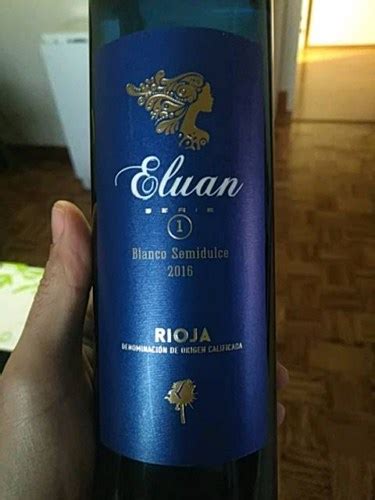 Eluan
SERIE
1
Blanco Semidulce
2016
RIOJA
DENOMINACIÓN DE ORIGEN CALIFICADA